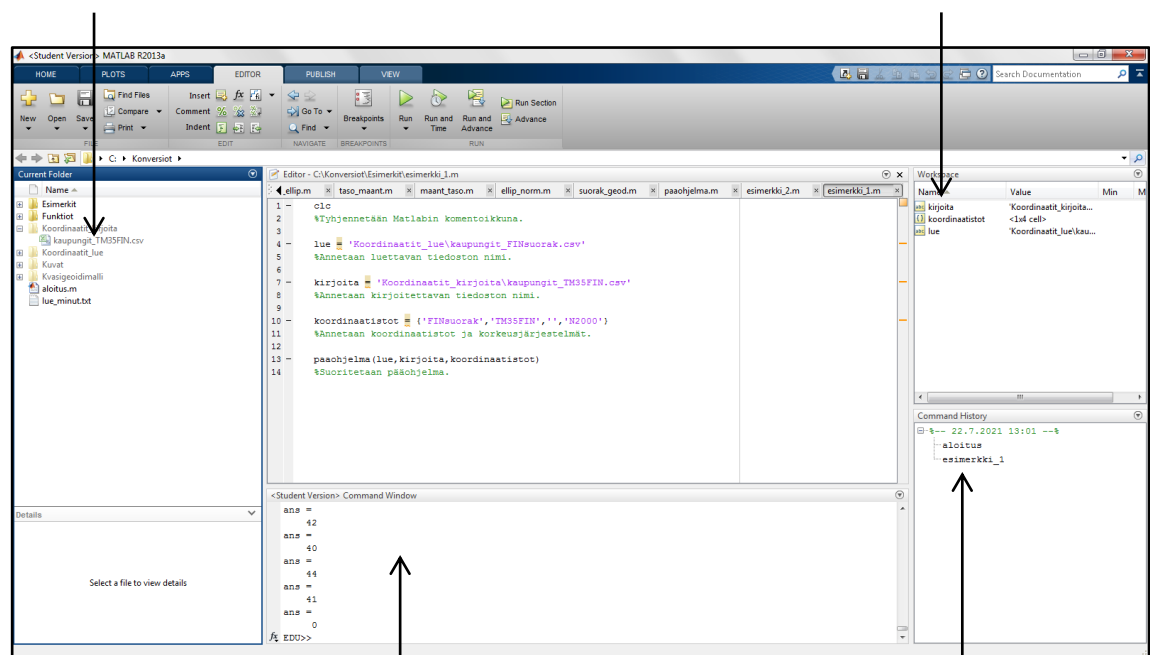 <Student Version> MATLAB R2013a
HOME PLOTS APPS EDITOR PUBLISH VIEW
Search Documentation
New Open Save
Find Files
Compare
Print
FILE
Insert fx
Comment
Indent
EDIT
Go To
Find
NAVIGATE
Breakpoints
BREAKPOINTS
Run
Run and Time
Run and Advance
Run Section
Advance
RUN
C: Konversiot
Current Folder
Name
Esimerkit
Funktiot
Koordinaatit_kirjoita
kaupungit_TM35FIN.csv
Koordinaatit_lue
Kuvat
Kvasigeoidimalli
aloitus.m
lue_minut.txt
Details
Select a file to view details
Editor - C:\Konversiot\Esimerkit\esimerkki_1.m
_ellip.m taso_maant.m maant_taso.m ellip_norm.m suorak_geod.m paaohjelma.m esimerkki_2.m esimerkki_1.m
1 - clc
2 %Tyhjennetään Matlabin komentoikkuna.
3
4 - lue = 'Koordinaatit_lue\kaupungit_FINsuorak.csv'
5 %Annetaan luettavan tiedoston nimi.
6
7 - kirjoita = 'Koordinaatit_kirjoita\kaupungit_TM35FIN.csv'
8 %Annetaan kirjoitettavan tiedoston nimi.
9
10 - koordinaatistot = {'FINsuorak','TM35FIN','','N2000'}
11 %Annetaan koordinaatistot ja korkeusjärjestelmät.
12
13 - paaohjelma(lue,kirjoita,koordinaatistot)
14 %Suoritetaan pääohjelma.
<Student Version> Command Window
ans =
42
ans =
40
ans =
44
ans =
41
ans =
0
fx EDU>>
Workspace
Name Value Min M
kirjoita 'Koordinaatit_kirjoita...
koordinaatistot <1x4 cell>
lue 'Koordinaatit_lue\kau...
Command History
%-- 22.7.2021 13:01 --%
aloitus
esimerkki_1